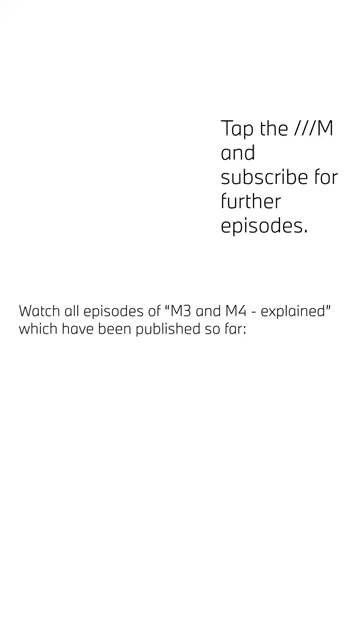 Tap the ///M
and
subscribe for
further
episodes.
Watch all episodes of "M3 and M4 - explained"
which have been published so far: